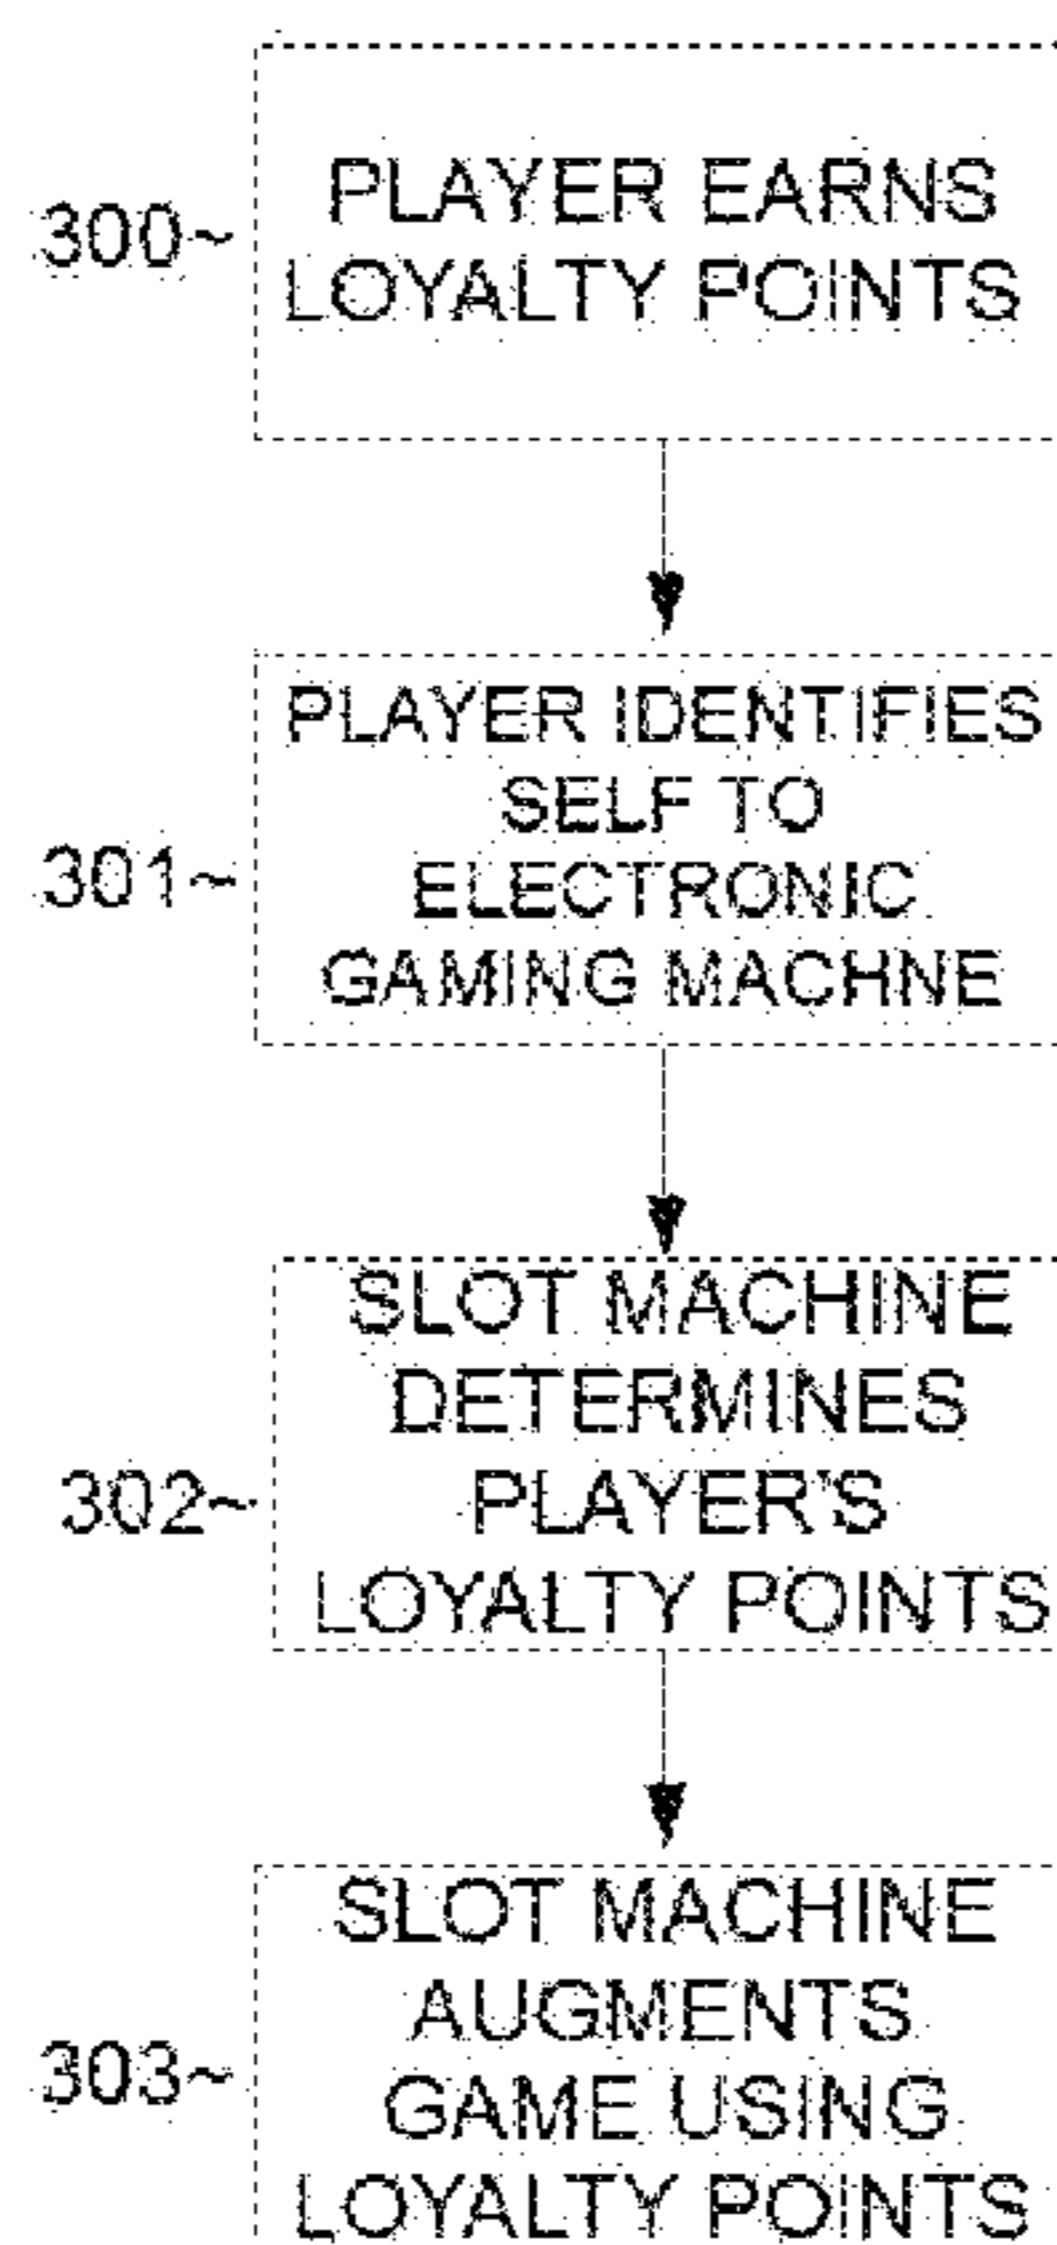 PLAYER EARNS
300~
LOYALTY POINTS
PLAYER IDENTIFIES
SELF TO
301~
ELECTRONIC
GAMING MACHNE
SLOT MACHINE
DETERMINES
302~
PLAYER'S
LOYALTY POINTS
SLOT MACHINE
AUGMENTS
303~
GAME USING
LOYALTY POINTS